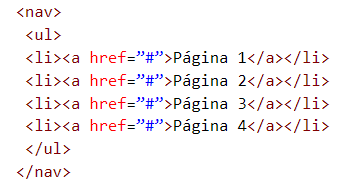 <nav>
<ul>
<li><a href=”#”>Página 1</a></li>
<li><a href=”#”>Página 2</a></li>
<li><a href=”#”>Página 3</a></li>
<li><a href=”#”>Página 4</a></li>
</ul>
</nav>